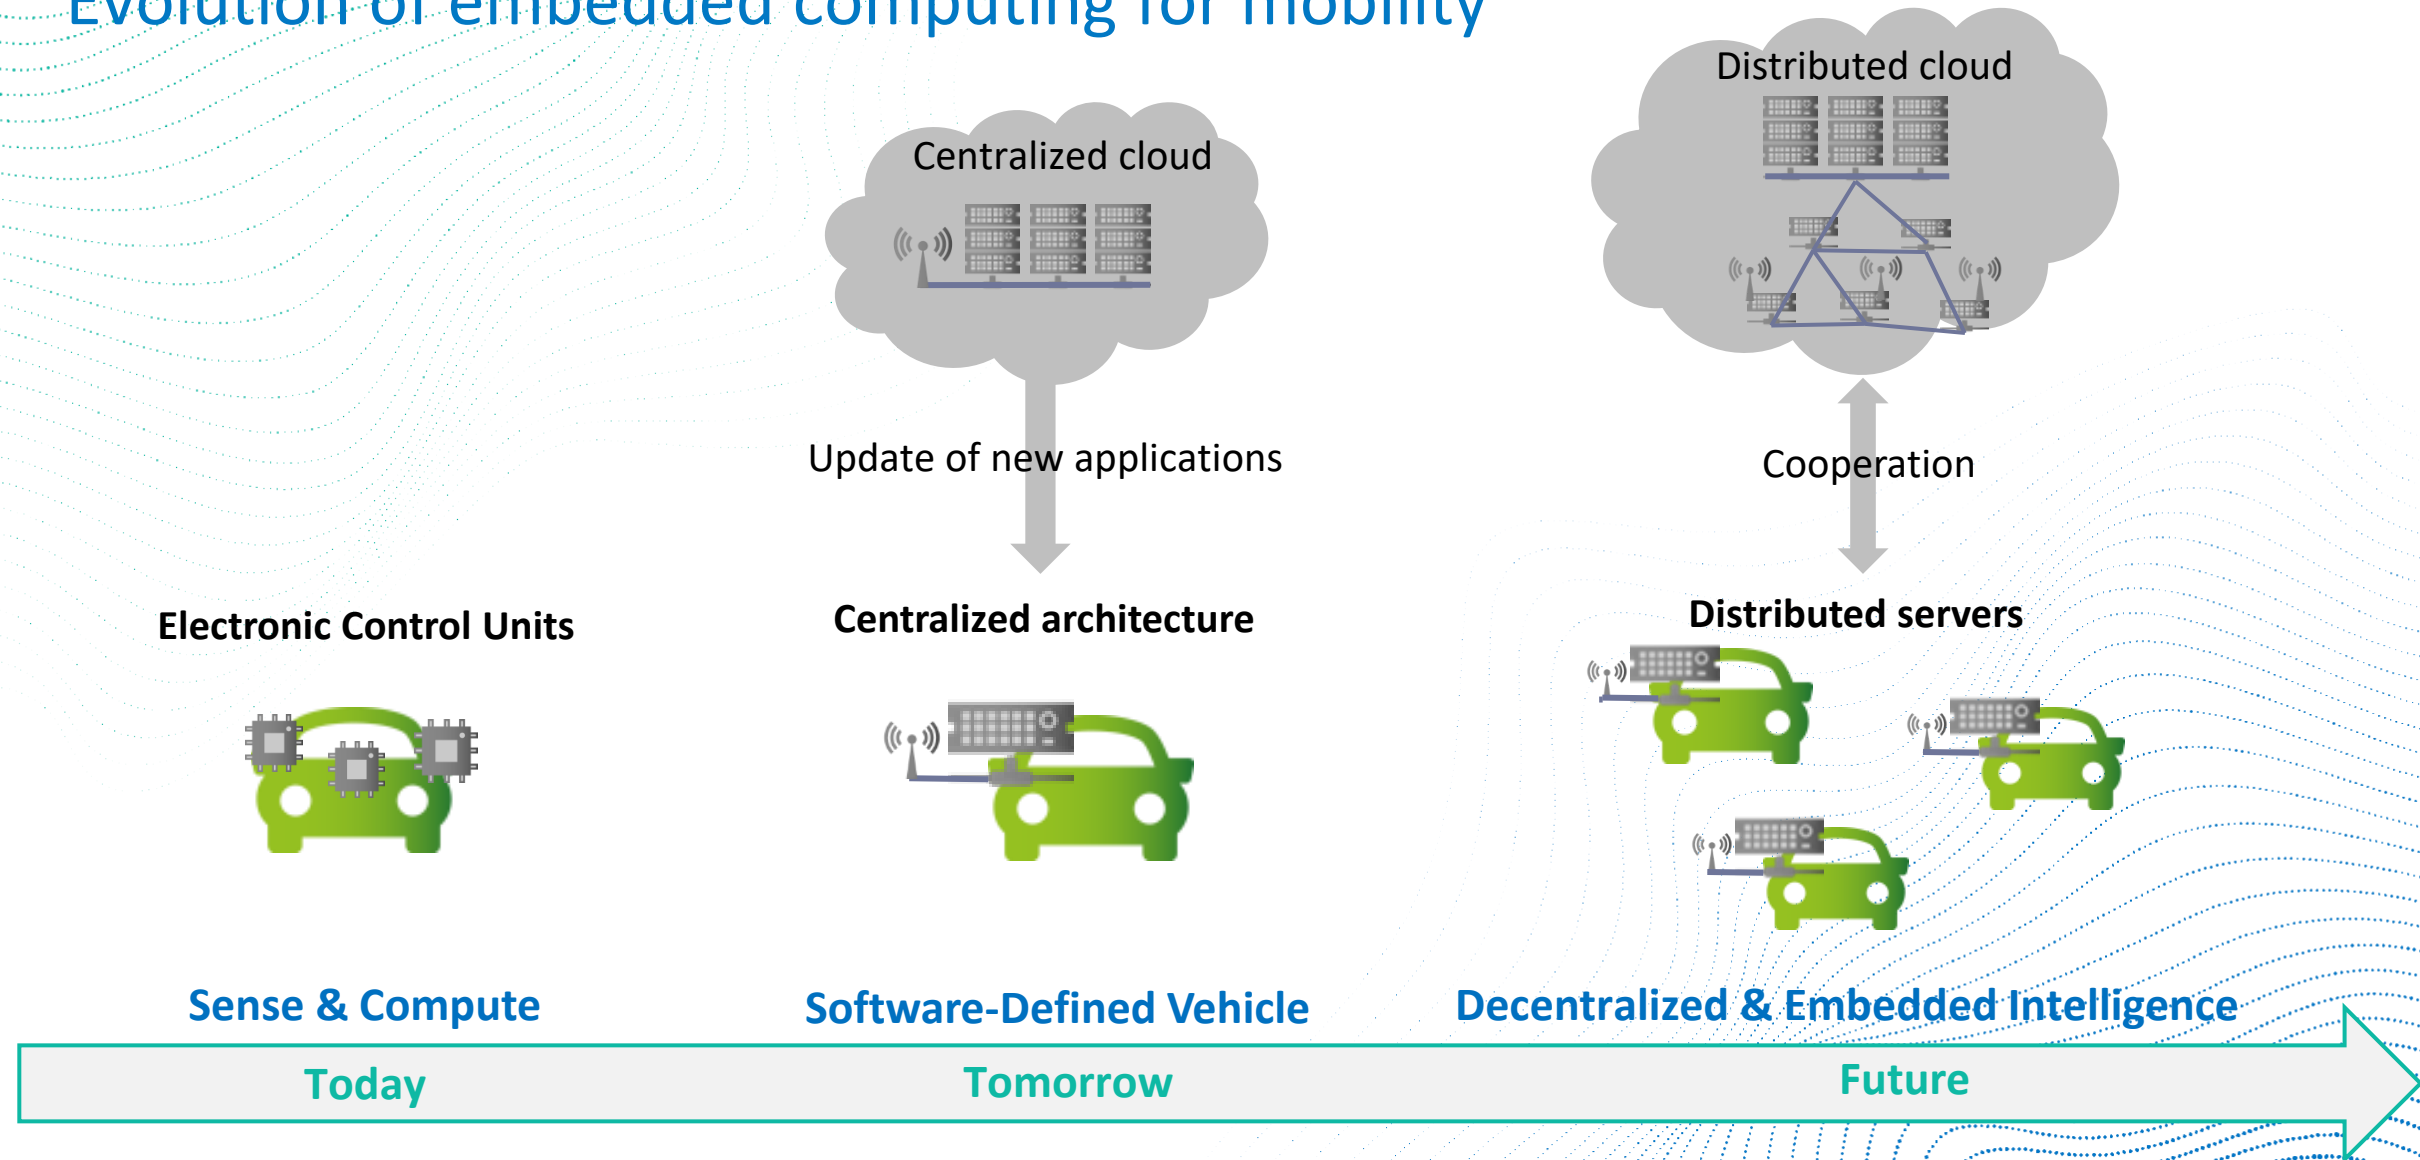 Evolution of embedded computing for mobility
Distributed cloud
Centralized cloud
Update of new applications
Cooperation
Electronic Control Units
Centralized architecture
Distributed servers
Sense & Compute
Software-Defined Vehicle
Decentralized & Embedded Intelligence
Today
Tomorrow
Future